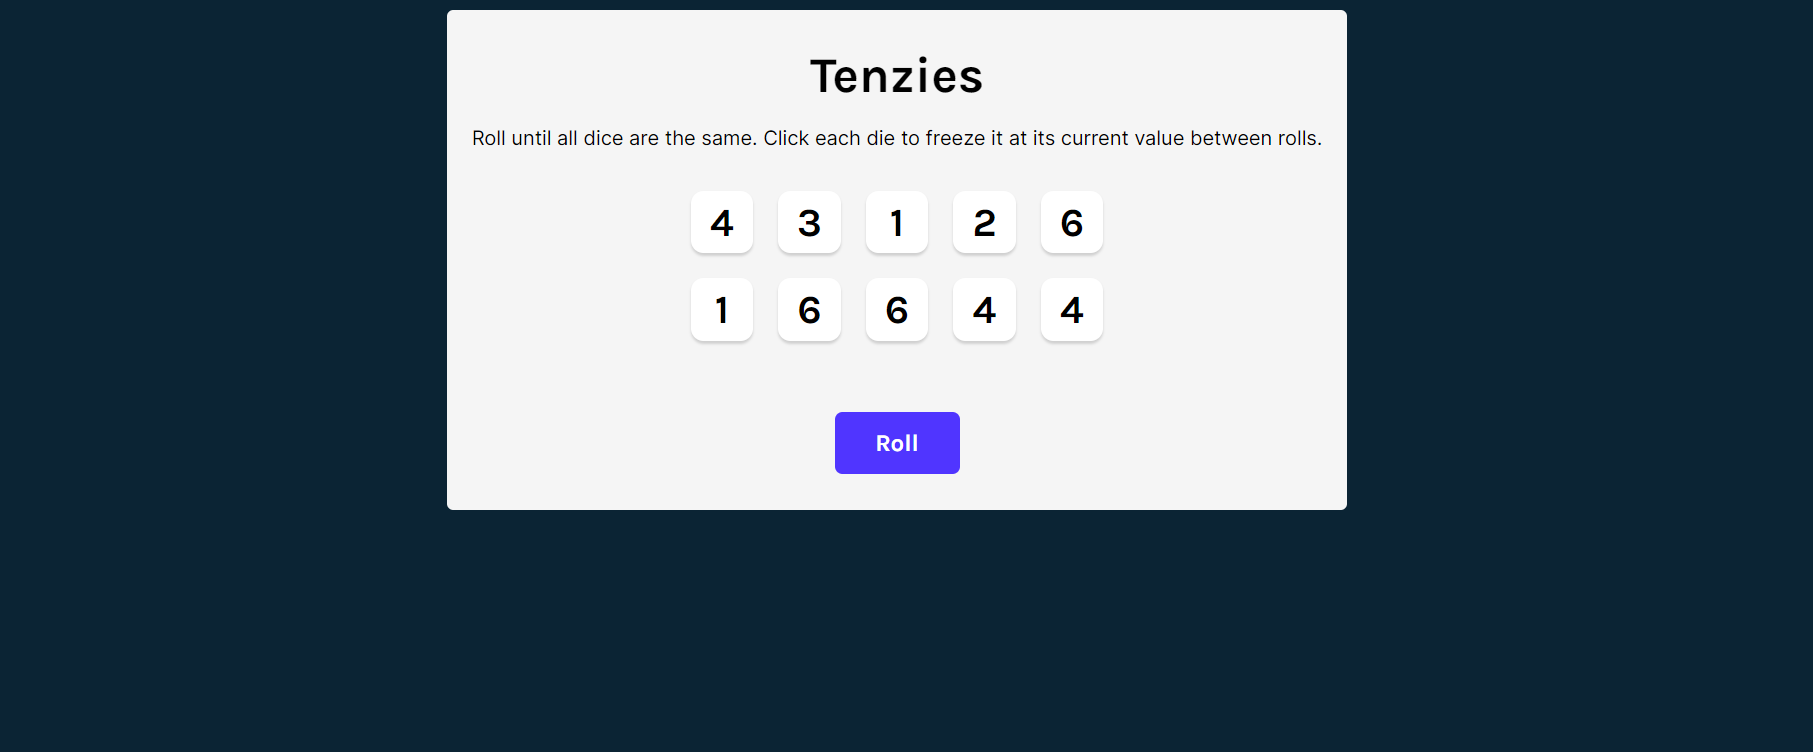 Tenzies
Roll until all dice are the same. Click each die to freeze it at its current value between rolls.
4 3 1 2 6
1 6 6 4 4
Roll